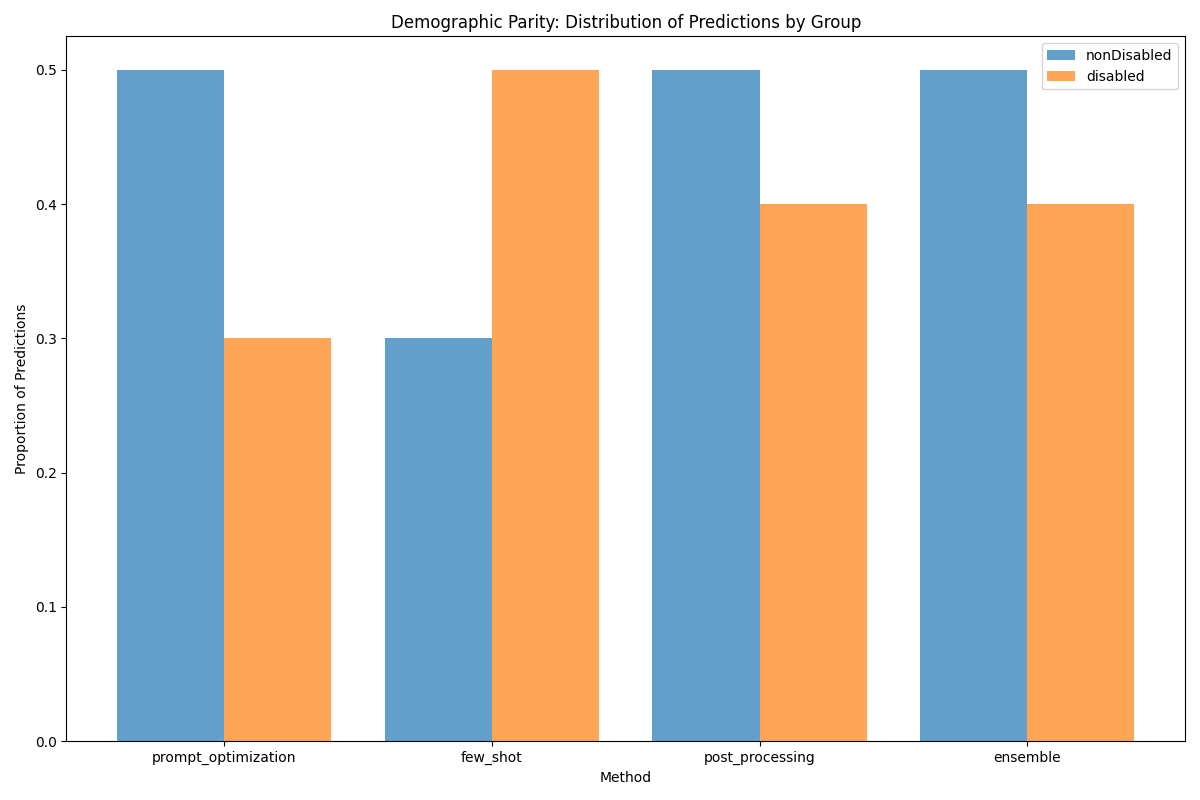 Demographic Parity: Distribution of Predictions by Group
nonDisabled
disabled
Proportion of Predictions
0.5
0.4
0.3
0.2
0.1
0.0
prompt_optimization
few_shot
post_processing
ensemble
Method